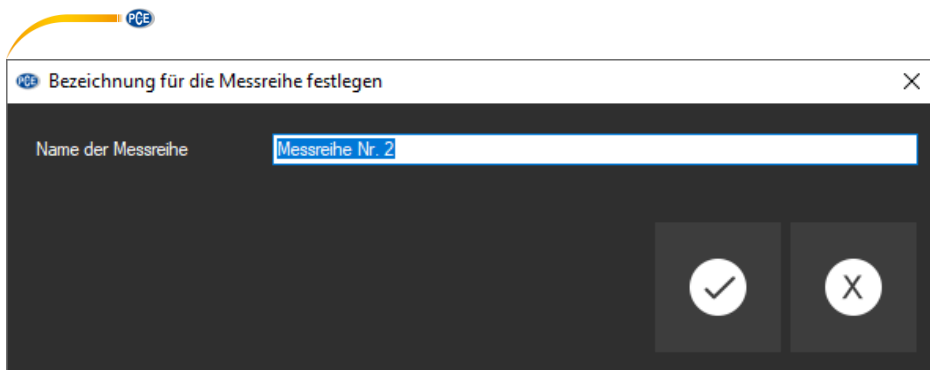 PCE
PCE Bezeichnung für die Messreihe festlegen
Name der Messreihe Messreihe Nr. 2
X